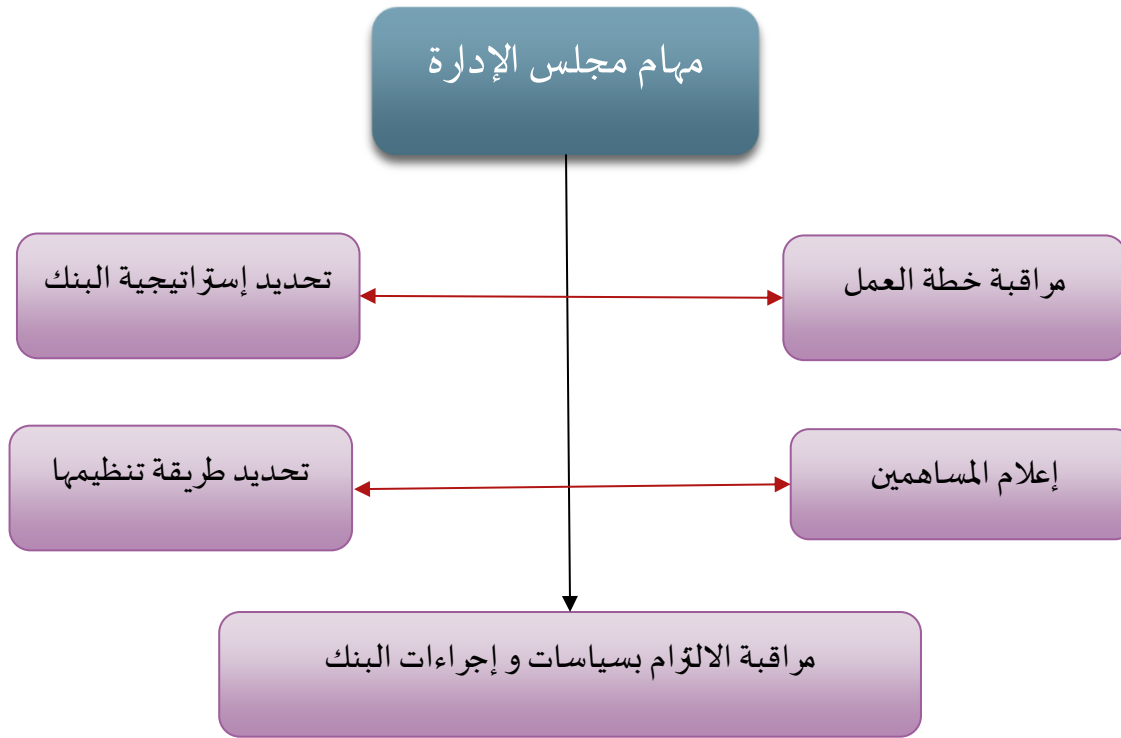 مهام مجلس الإدارة
مراقبة خطة العمل
تحديد إستراتيجية البنك
إعلام المساهمين
تحديد طريقة تنظيمها
مراقبة الالتزام بسياسات و إجراءات البنك